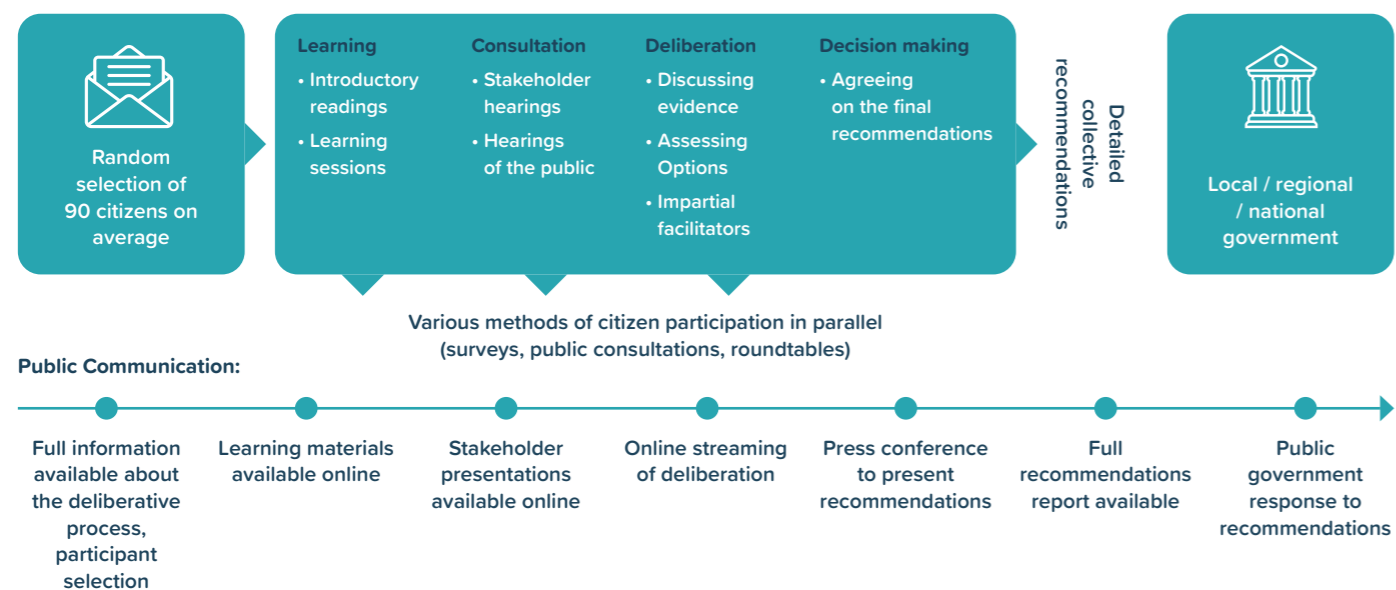 Random
selection of
90 citizens on
average
Learning
• Introductory
readings
• Learning
sessions
Consultation
• Stakeholder
hearings
• Hearings
of the public
Deliberation
• Discussing
evidence
• Assessing
Options
• Impartial
facilitators
Decision making
• Agreeing
on the final
recommendations
Detailed
collective
recommendations
Local / regional
/ national
government
Various methods of citizen participation in parallel
(surveys, public consultations, roundtables)
Public Communication:
Full information
available about
the deliberative
process,
participant
selection
Learning materials
available online
Stakeholder
presentations
available online
Online streaming
of deliberation
Press conference
to present
recommendations
Full
recommendations
report available
Public
government
response to
recommendations